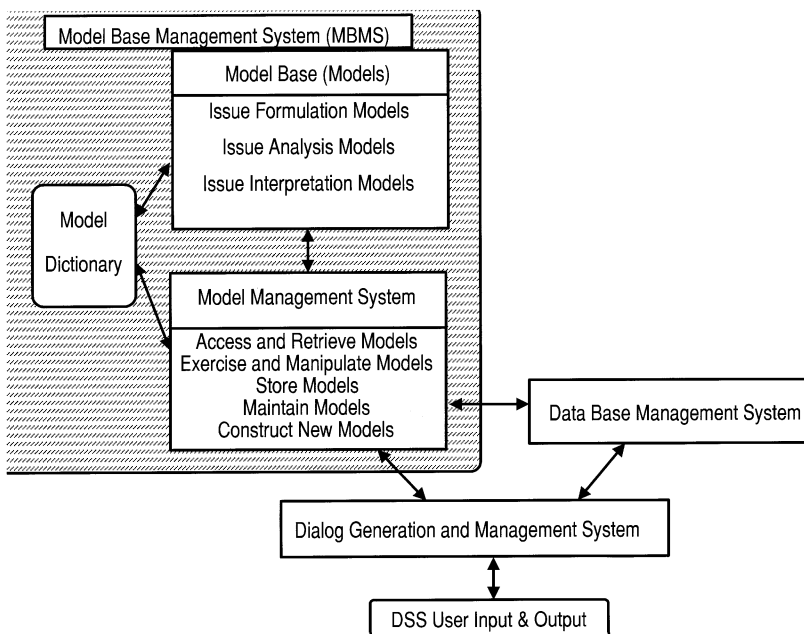 Model Base Management System (MBMS)
Model Base (Models)
Issue Formulation Models
Issue Analysis Models
Issue Interpretation Models
Model
Dictionary
Model Management System
Access and Retrieve Models
Exercise and Manipulate Models
Store Models
Maintain Models
Construct New Models
Data Base Management System
Dialog Generation and Management System
DSS User Input & Output